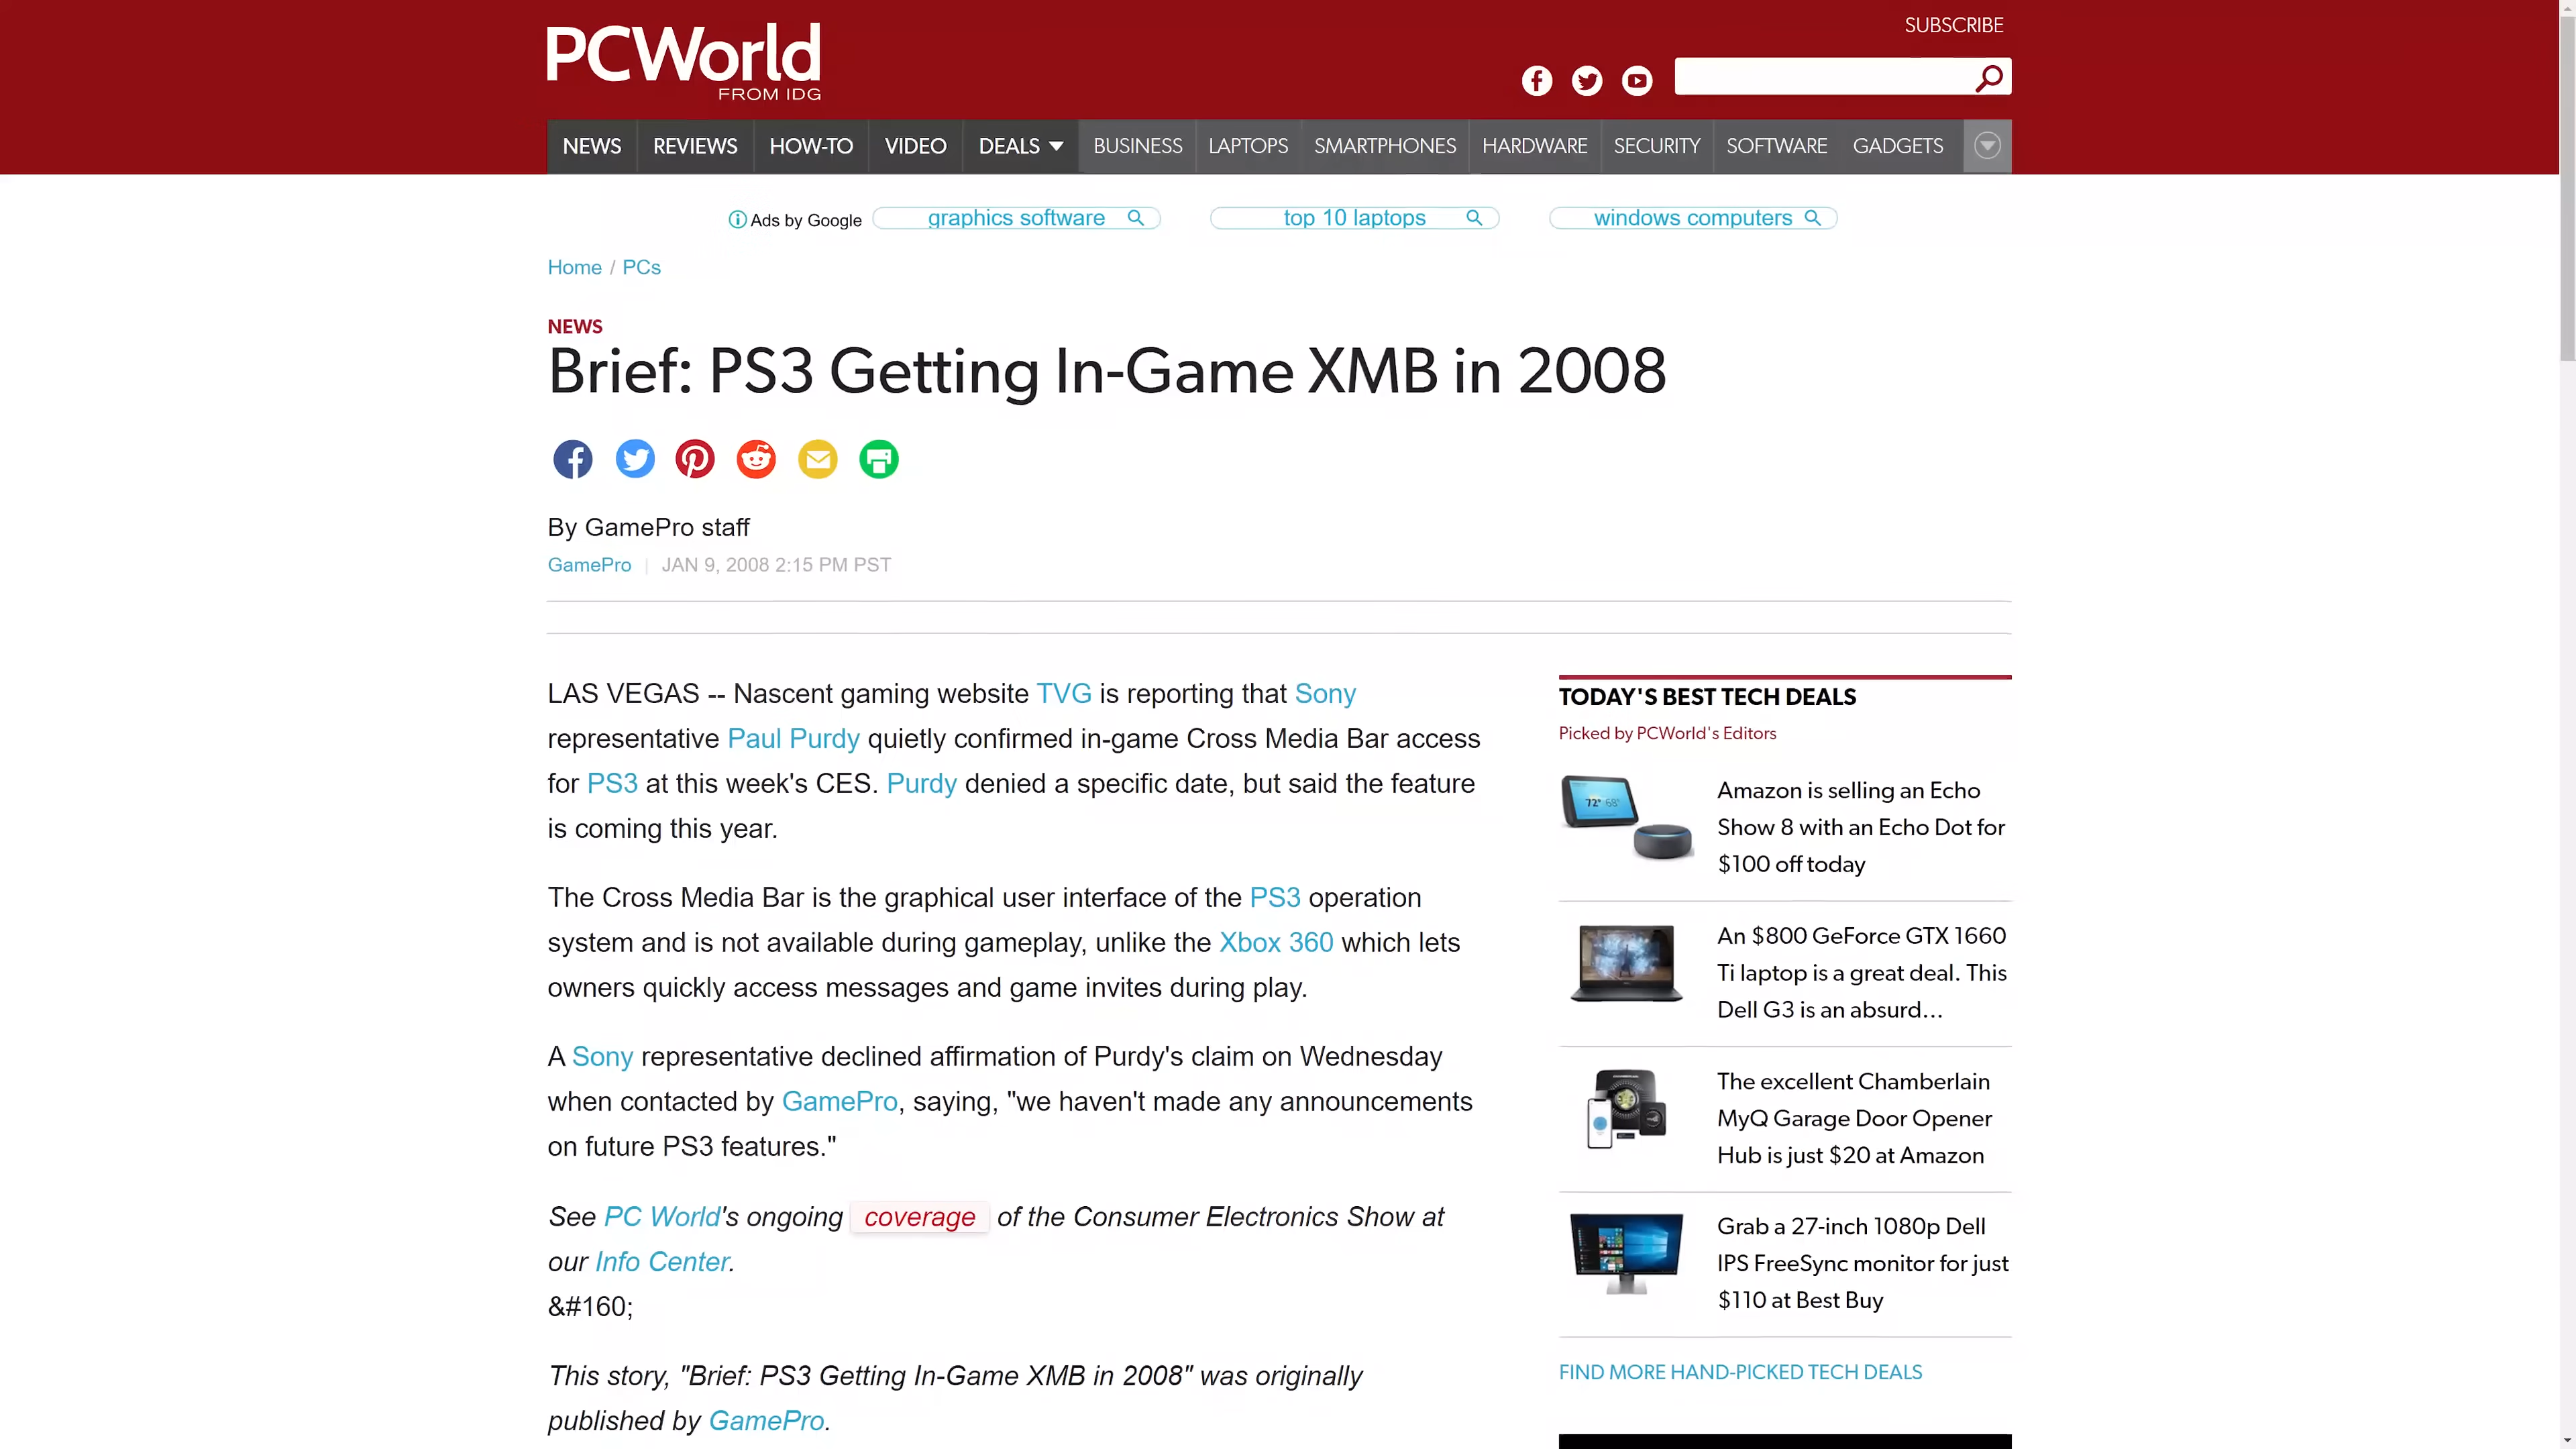 SUBSCRIBE
PCWorld
FROM IDG
NEWS REVIEWS HOW-TO VIDEO DEALS BUSINESS LAPTOPS SMARTPHONES HARDWARE SECURITY SOFTWARE GADGETS
Ads by Google graphics software top 10 laptops windows computers
Home / PCs
NEWS
Brief: PS3 Getting In-Game XMB in 2008
By GamePro staff
GamePro | JAN 9, 2008 2:15 PM PST
LAS VEGAS -- Nascent gaming website TVG is reporting that Sony
representative Paul Purdy quietly confirmed in-game Cross Media Bar access
for PS3 at this week's CES. Purdy denied a specific date, but said the feature
is coming this year.
The Cross Media Bar is the graphical user interface of the PS3 operation
system and is not available during gameplay, unlike the Xbox 360 which lets
owners quickly access messages and game invites during play.
A Sony representative declined affirmation of Purdy's claim on Wednesday
when contacted by GamePro, saying, "we haven't made any announcements
on future PS3 features."
See PC World's ongoing coverage of the Consumer Electronics Show at
our Info Center.
&#160;
This story, "Brief: PS3 Getting In-Game XMB in 2008" was originally
published by GamePro.
TODAY'S BEST TECH DEALS
Picked by PCWorld's Editors
72° 68°
Amazon is selling an Echo
Show 8 with an Echo Dot for
$100 off today
An $800 GeForce GTX 1660
Ti laptop is a great deal. This
Dell G3 is an absurd...
The excellent Chamberlain
MyQ Garage Door Opener
Hub is just $20 at Amazon
Grab a 27-inch 1080p Dell
IPS FreeSync monitor for just
$110 at Best Buy
FIND MORE HAND-PICKED TECH DEALS